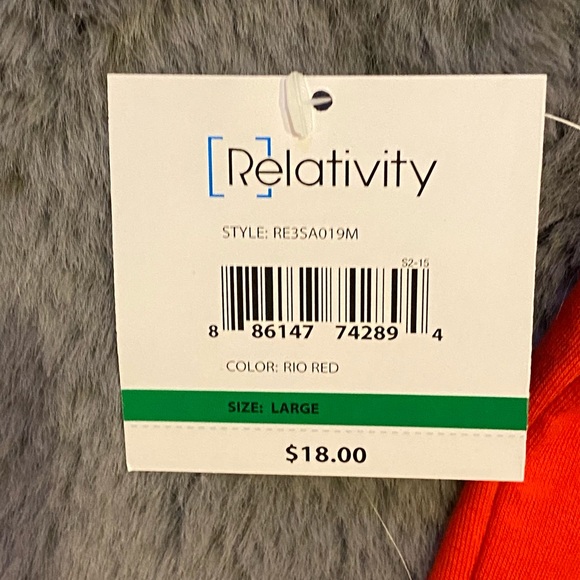 [Relativity
STYLE: RE3SA019M
S2-15
8 86147 74289 4
COLOR: RIO RED
SIZE: LARGE
$18.00